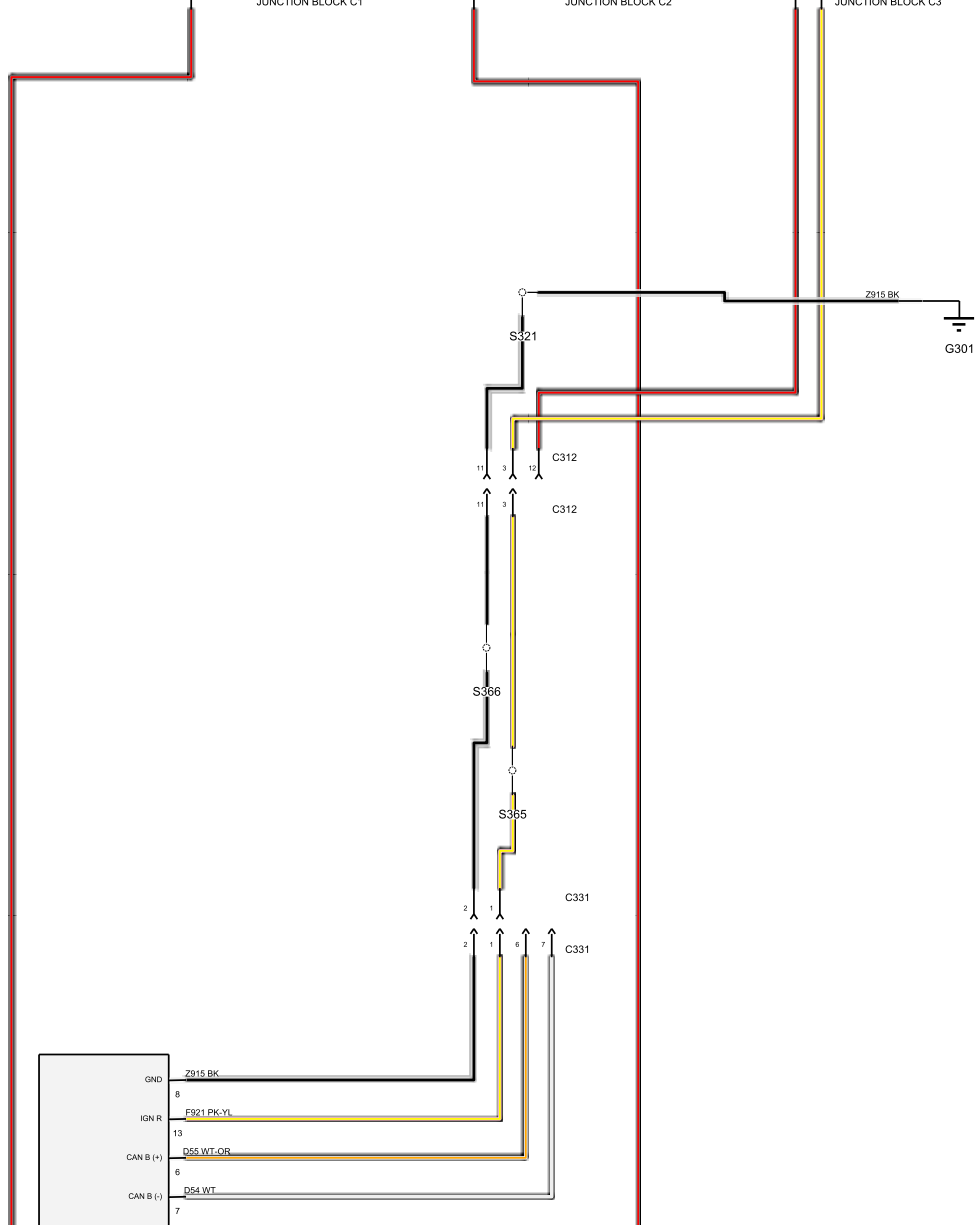 JUNCTION BLOCK C1
JUNCTION BLOCK C2
JUNCTION BLOCK C3
Z915 BK
S321
G301
C312
11
3
12
11
3
C312
S366
S365
C331
2
1
2
1
6
7
C331
Z915 BK
GND
8
F921 PK-YL
IGN R
13
D55 WT-OR
CAN B (+)
6
D54 WT
CAN B (-)
7